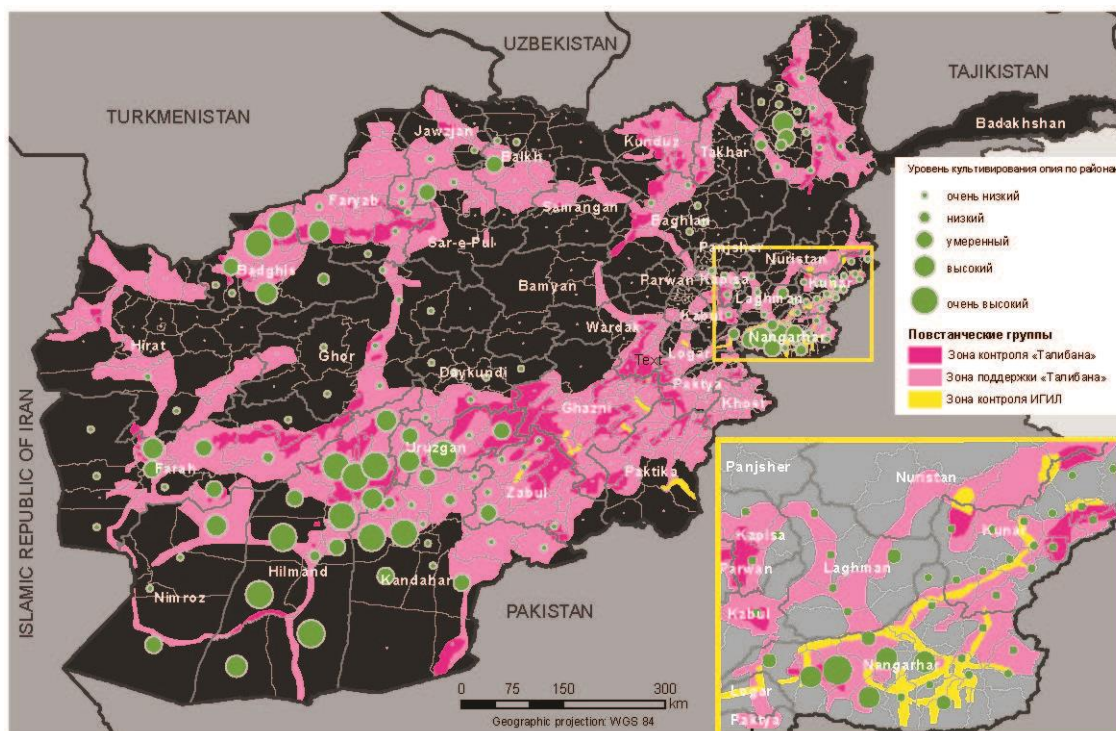 UZBEKISTAN
TAJIKISTAN
TURKMENISTAN
Badakhshan
Jawzjan
Balkh
Kunduz
Takhar
Уровень культивирования опия по района
очень низкий
низкий
умеренный
высокий
очень высокий
Faryab
Samangan
Baghlan
Sar-e-Pul
Panjsher
Badghis
Nuristan
Bamyan
Parwan
Kapisa
Kunar
Laghman
Kabul
Wardak
Nangarhar
Hirat
Logar
Повстанческие группы
Зона контроля «Талибана»
Зона поддержки «Талибана»
Зона контроля ИГИЛ
Ghor
Text
Daykundi
Paktya
Ghazni
Khost
ISLAMIC REPUBLIC OF IRAN
Farah
Uruzgan
Paktika
Zabul
Hilmand
Kandahar
Nimroz
PAKISTAN
0 75 150 300
km
Geographic projection: WGS 84
Panjsher
Nuristan
Kapisa
Kunar
Parwan
Laghman
Kabul
Nangarhar
Logar
Paktya